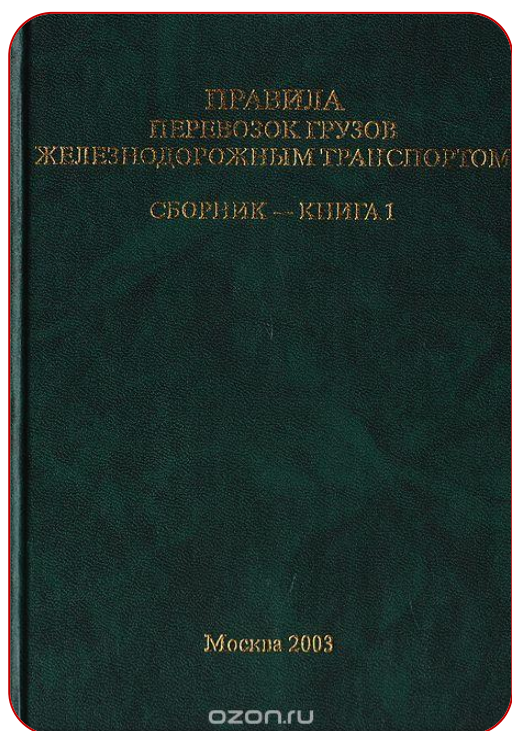 ПРАВИЛА
ПЕРЕВОЗОК ГРУЗОВ
ЖЕЛЕЗНОДОРОЖНЫМ ТРАНСПОРТОМ
СБОРНИК — КНИГА 1
Москва 2003
ozon.ru